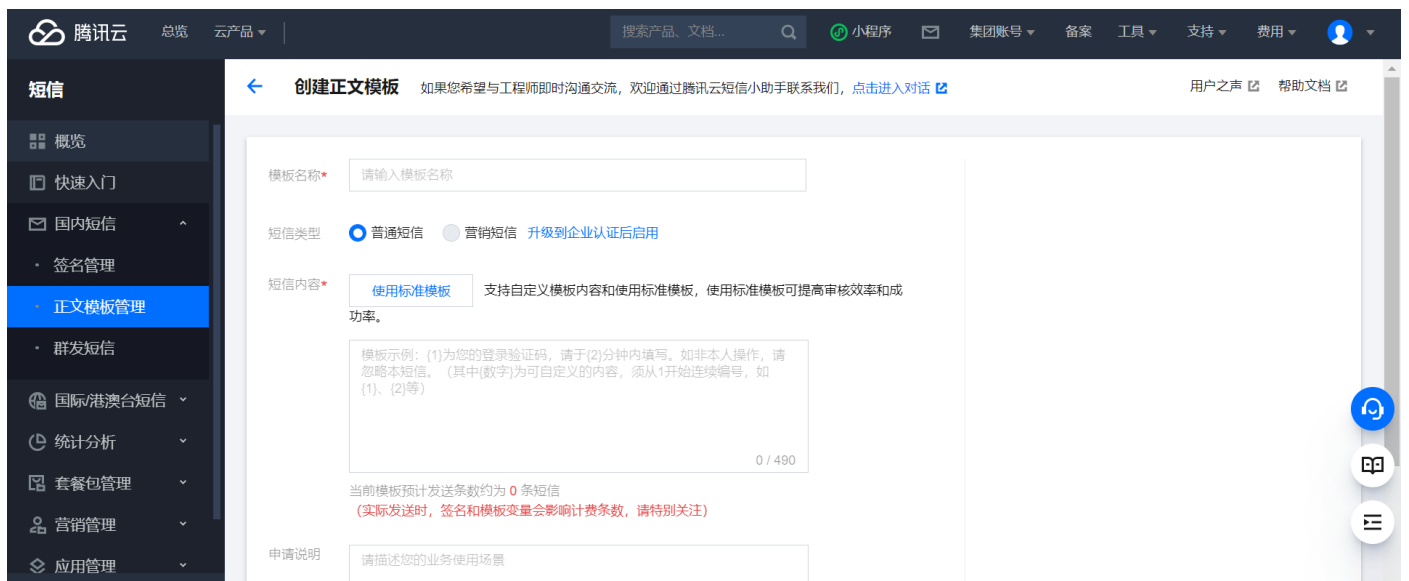 腾讯云 总览 云产品 搜索产品、文档... 小程序 集团账号 备案 工具 支持 费用
短信
创建正文模板 如果您希望与工程师即时沟通交流，欢迎通过腾讯云短信小助手联系我们，点击进入对话 用户之声 帮助文档
概览
快速入门
国内短信
签名管理
正文模板管理
群发短信
国际/港澳台短信
统计分析
套餐包管理
营销管理
应用管理
模板名称* 请输入模板名称
短信类型 普通短信 营销短信 升级到企业认证后启用
短信内容* 使用标准模板 支持自定义模板内容和使用标准模板，使用标准模板可提高审核效率和成
功率。
模板示例：{1}为您的登录验证码，请于{2}分钟内填写。如非本人操作，请
忽略本短信。（其中{数字}为可自定义的内容，须从1开始连续编号，如
{1}、{2}等）
0 / 490
当前模板预计发送条数约为 0 条短信
（实际发送时，签名和模板变量会影响计费条数，请特别关注）
申请说明 请描述您的业务使用场景